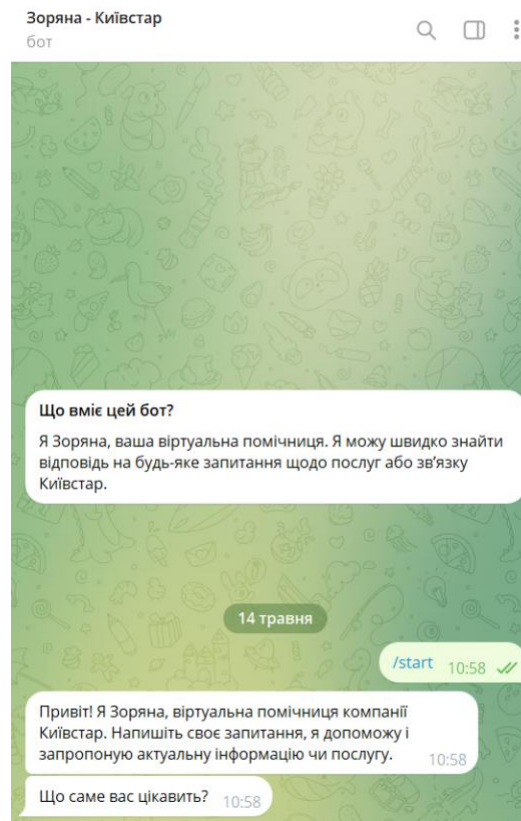 Зоряна - Київстар
бот
Що вміє цей бот?
Я Зоряна, ваша віртуальна помічниця. Я можу швидко знайти
відповідь на будь-яке запитання щодо послуг або зв’язку
Київстар.
14 травня
/start 10:58
Привіт! Я Зоряна, віртуальна помічниця компанії
Київстар. Напишіть своє запитання, я допоможу і
запропоную актуальну інформацію чи послугу. 10:58
Що саме вас цікавить? 10:58